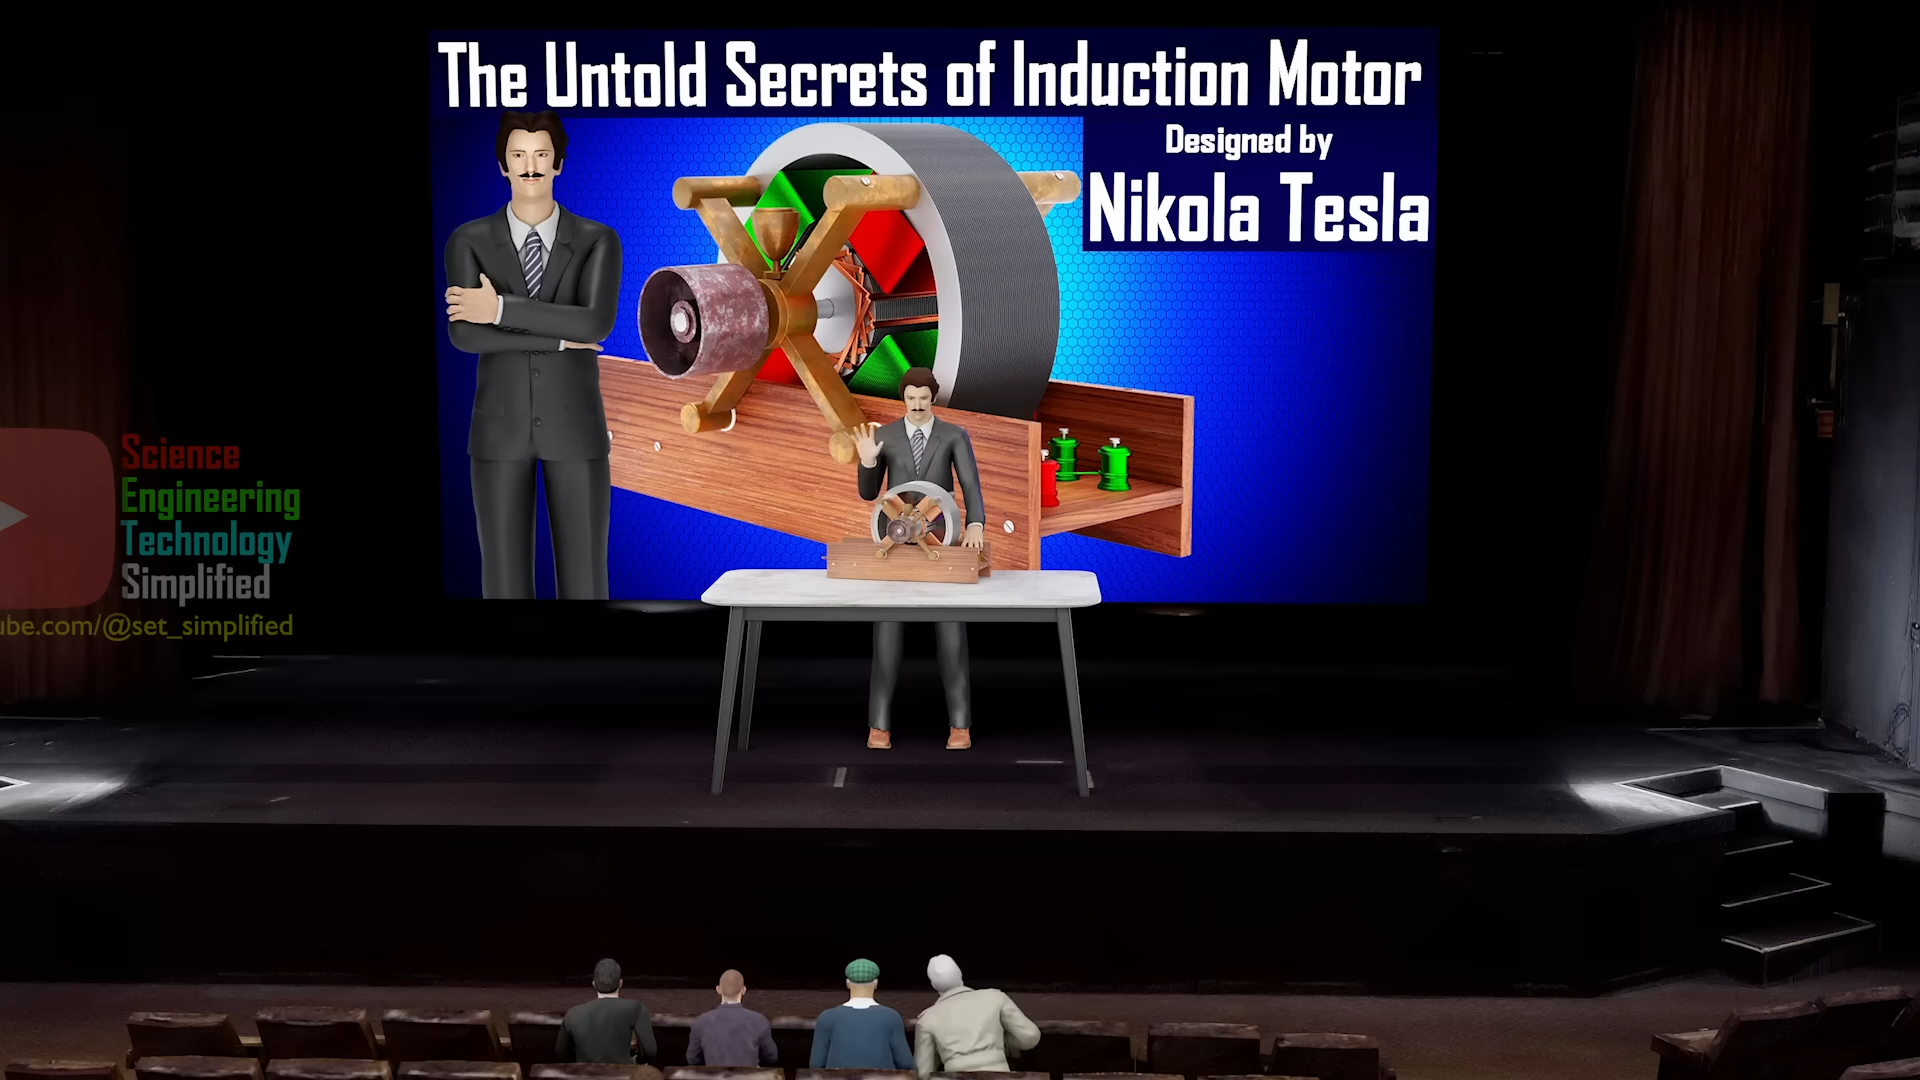 The Untold Secrets of Induction Motor
Designed by
Nikola Tesla
Science
Engineering
Technology
Simplified
ube.com/@set_simplified